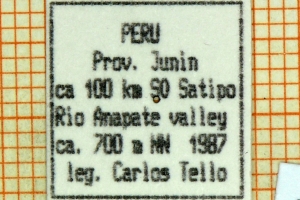 PERU
Prov. Junin
ca 100 km SO Satipo
Rio Anapate valley
ca. 700 m NN 1987
leg. Carlos Tello